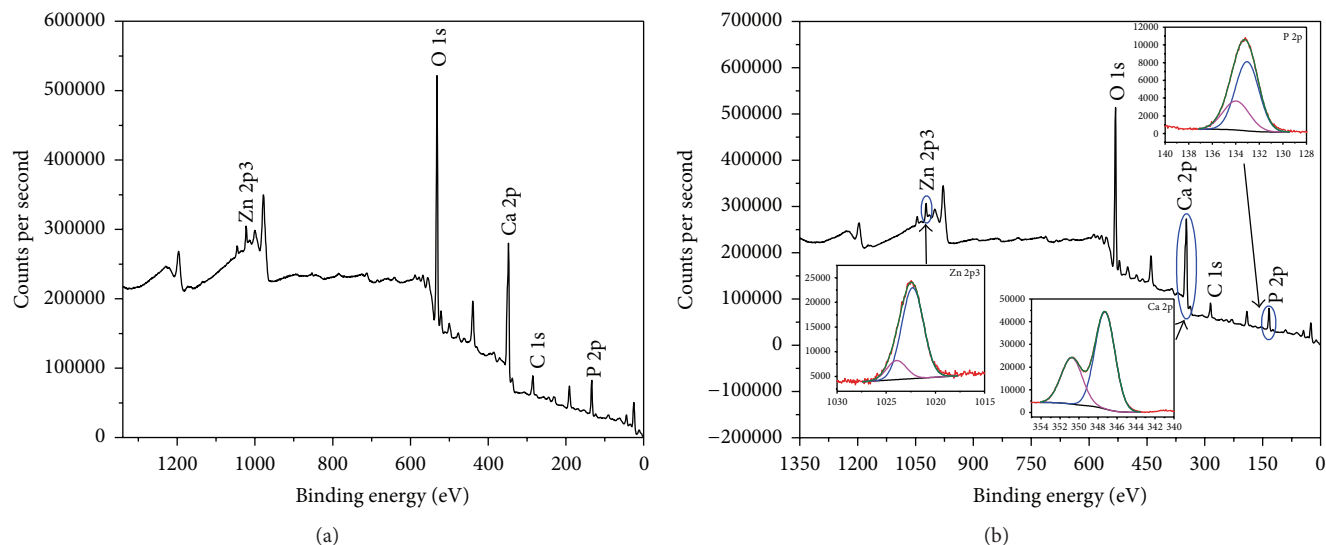 600000
500000
400000
300000
200000
100000
0
Counts per second
1200 1000 800 600 400 200 0
Binding energy (eV)
Zn 2p3
O 1s
Ca 2p
C 1s
P 2p
(a)
700000
600000
500000
400000
300000
200000
100000
0
−100000
−200000
Counts per second
1350 1200 1050 900 750 600 450 300 150 0
Binding energy (eV)
Zn 2p3
O 1s
Ca 2p
C 1s
P 2p
P 2p
12000
10000
8000
6000
4000
2000
0
140 138 136 134 132 130 128
Zn 2p3
25000
20000
15000
10000
5000
1030 1025 1020 1015
Ca 2p
50000
40000
30000
20000
10000
0
354 352 350 348 346 344 342 340
(b)